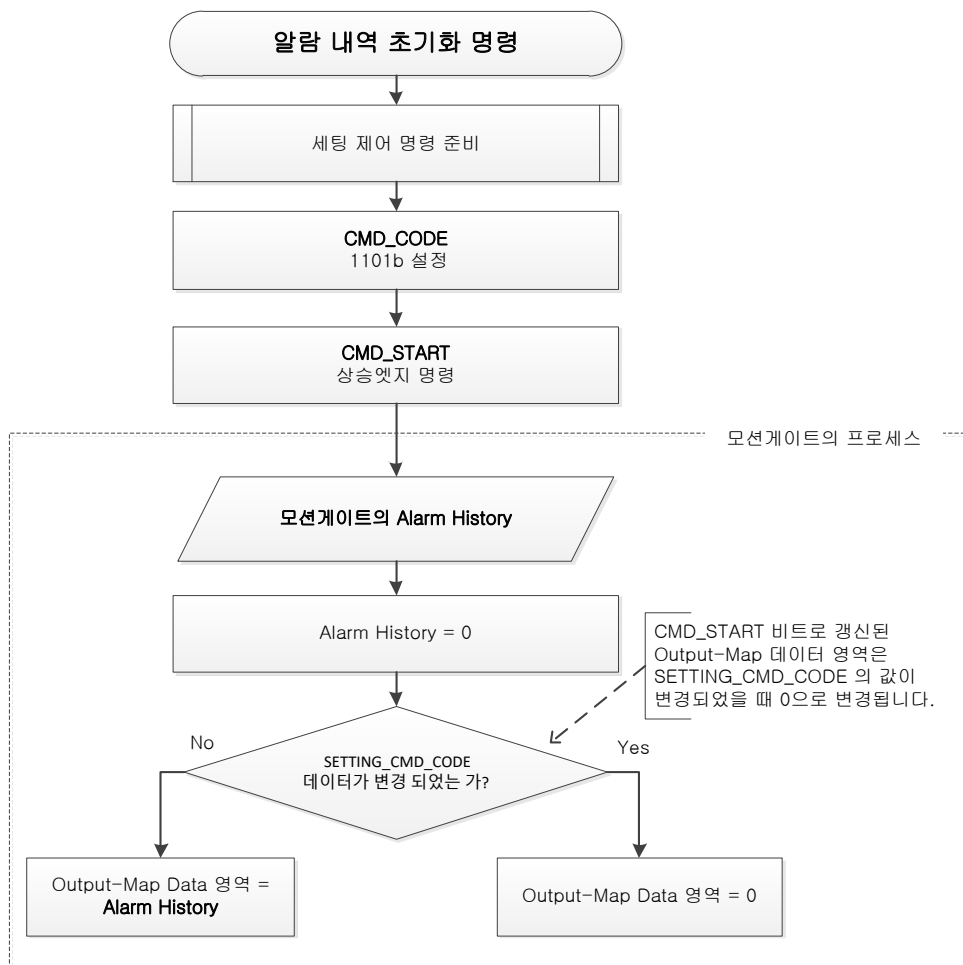 알람 내역 초기화 명령
세팅 제어 명령 준비
CMD_CODE
1101b 설정
CMD_START
상승엣지 명령
모션게이트의 프로세스
모션게이트의 Alarm History
Alarm History = 0
CMD_START 비트로 갱신된
Output-Map 데이터 영역은
SETTING_CMD_CODE 의 값이
변경되었을 때 0으로 변경됩니다.
No
Yes
SETTING_CMD_CODE
데이터가 변경 되었는 가?
Output-Map Data 영역 =
Alarm History
Output-Map Data 영역 = 0